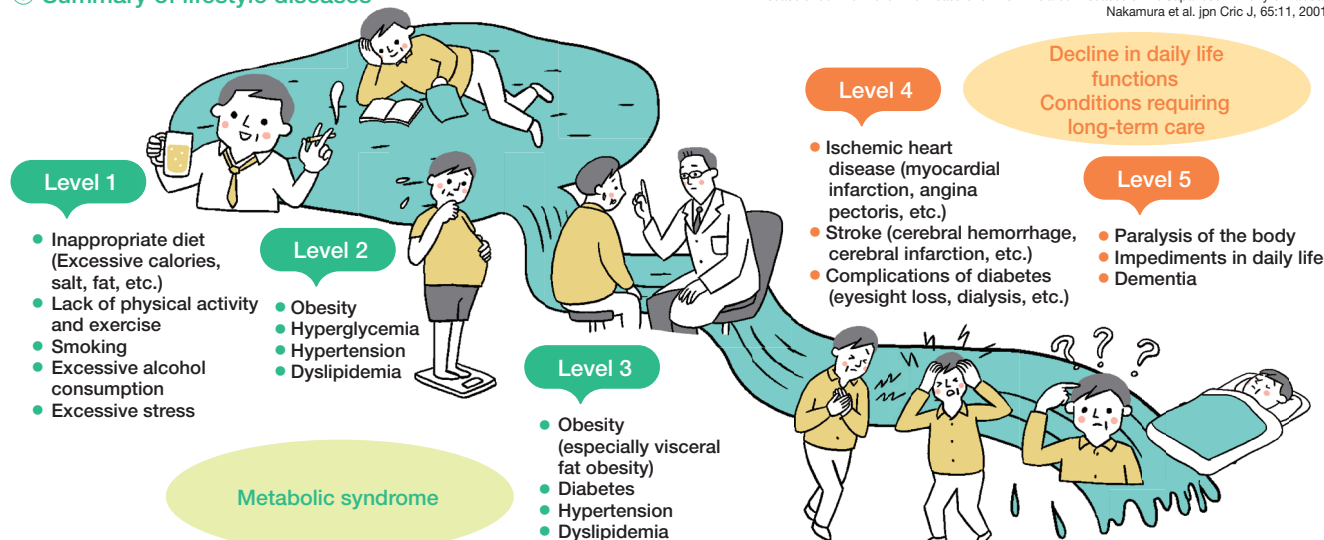 Summary of lifestyle diseases
Nakamura et al. jpn Cric J, 65:11, 2001
Level 1
Inappropriate diet
(Excessive calories,
salt, fat, etc.)
Lack of physical activity
and exercise
Smoking
Excessive alcohol
consumption
Excessive stress
Level 2
Obesity
Hyperglycemia
Hypertension
Dyslipidemia
Metabolic syndrome
Level 3
Obesity
(especially visceral
fat obesity)
Diabetes
Hypertension
Dyslipidemia
Level 4
Ischemic heart
disease (myocardial
infarction, angina
pectoris, etc.)
Stroke (cerebral hemorrhage,
cerebral infarction, etc.)
Complications of diabetes
(eyesight loss, dialysis, etc.)
Decline in daily life
functions
Conditions requiring
long-term care
Level 5
Paralysis of the body
Impediments in daily life
Dementia
? ? ?